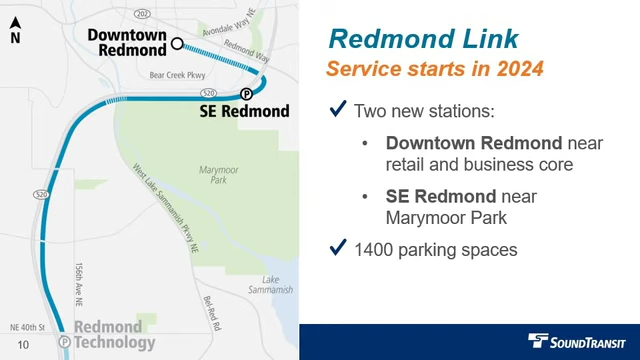 N
202
Avondale Way NE
Downtown
Redmond
Redmond Way
Bear Creek Pkwy
520
P
SE Redmond
Marymoor
Park
West Lake Sammamish Pkwy NE
520
156th Ave NE
Bel-Red Rd
Lake
Sammamish
NE 40th St
P
Redmond
Technology
10
Redmond Link
Service starts in 2024
✓ Two new stations:
• Downtown Redmond near
retail and business core
• SE Redmond near
Marymoor Park
✓ 1400 parking spaces
SOUNDTRANSIT